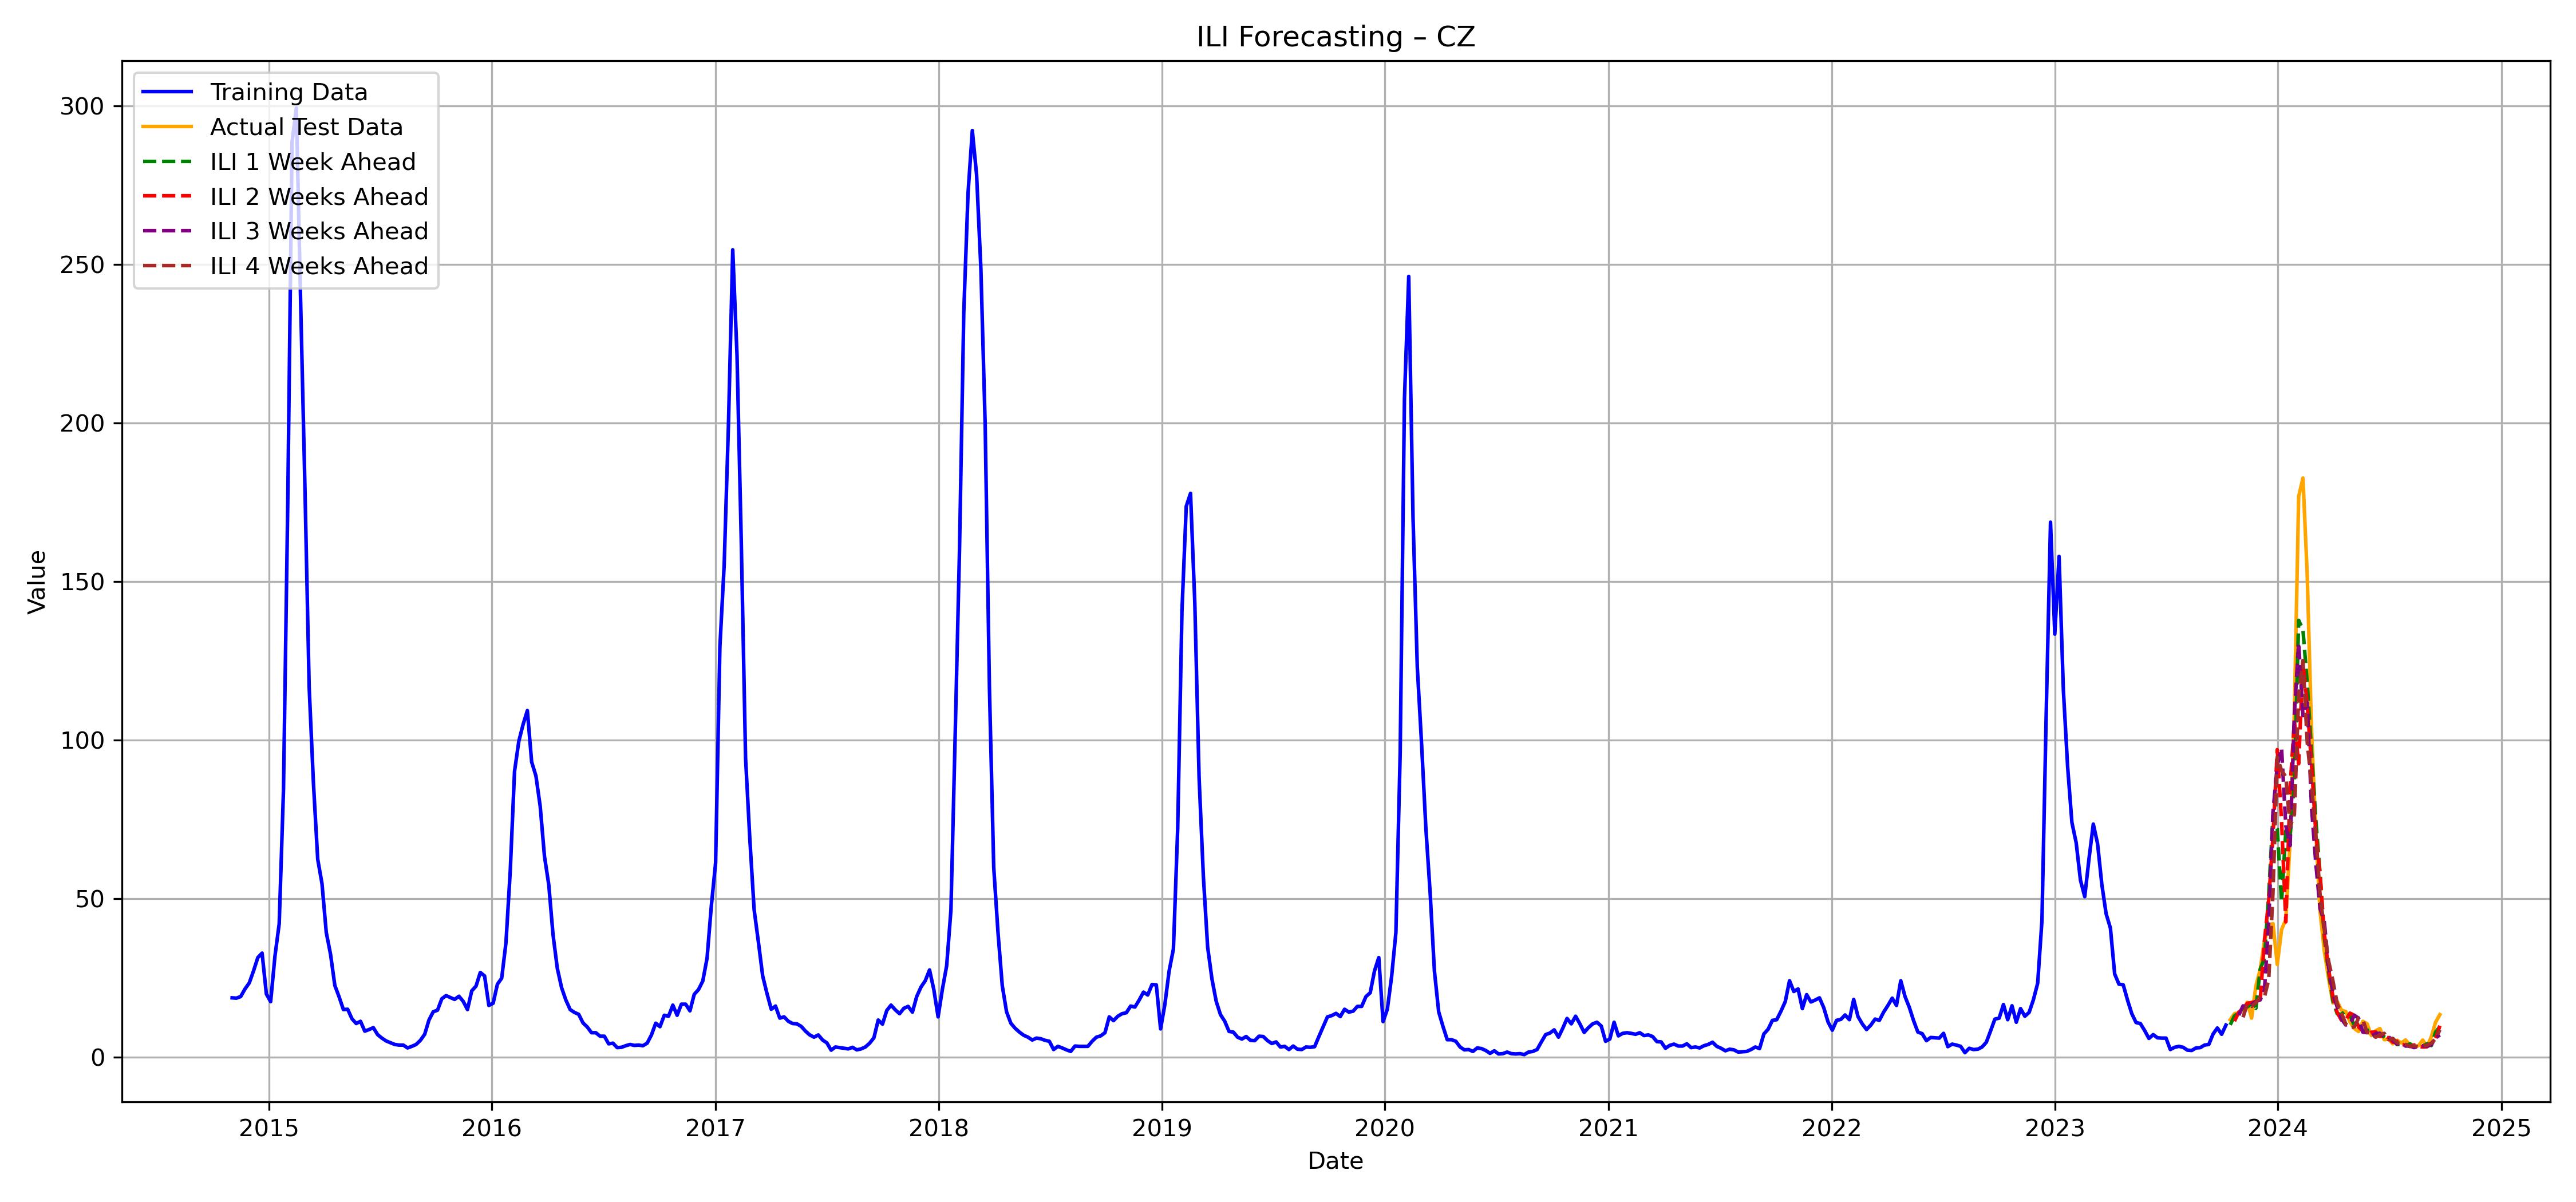 ILI Forecasting – CZ
Training Data
Actual Test Data
ILI 1 Week Ahead
ILI 2 Weeks Ahead
ILI 3 Weeks Ahead
ILI 4 Weeks Ahead
300
250
200
150
100
50
0
Value
2015 2016 2017 2018 2019 2020 2021 2022 2023 2024 2025
Date